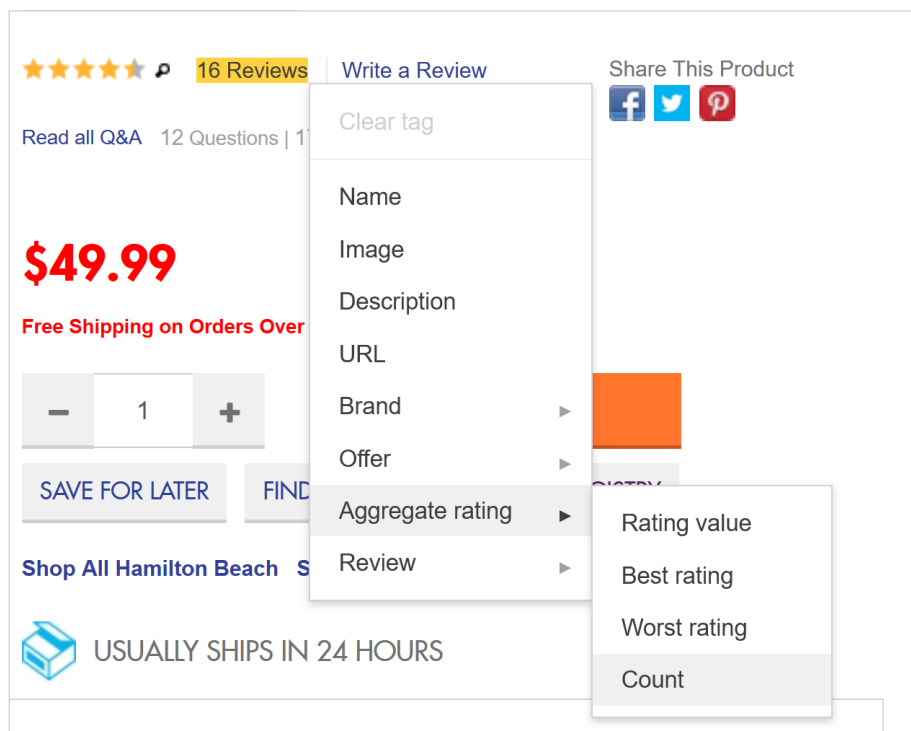 16 Reviews Write a Review Share This Product
Clear tag
Read all Q&A 12 Questions |
Name
Image
$49.99
Description
Free Shipping on Orders Over
URL
Brand
1
Offer
SAVE FOR LATER FIND
Aggregate rating
Rating value
Review
Shop All Hamilton Beach
Best rating
Worst rating
USUALLY SHIPS IN 24 HOURS
Count